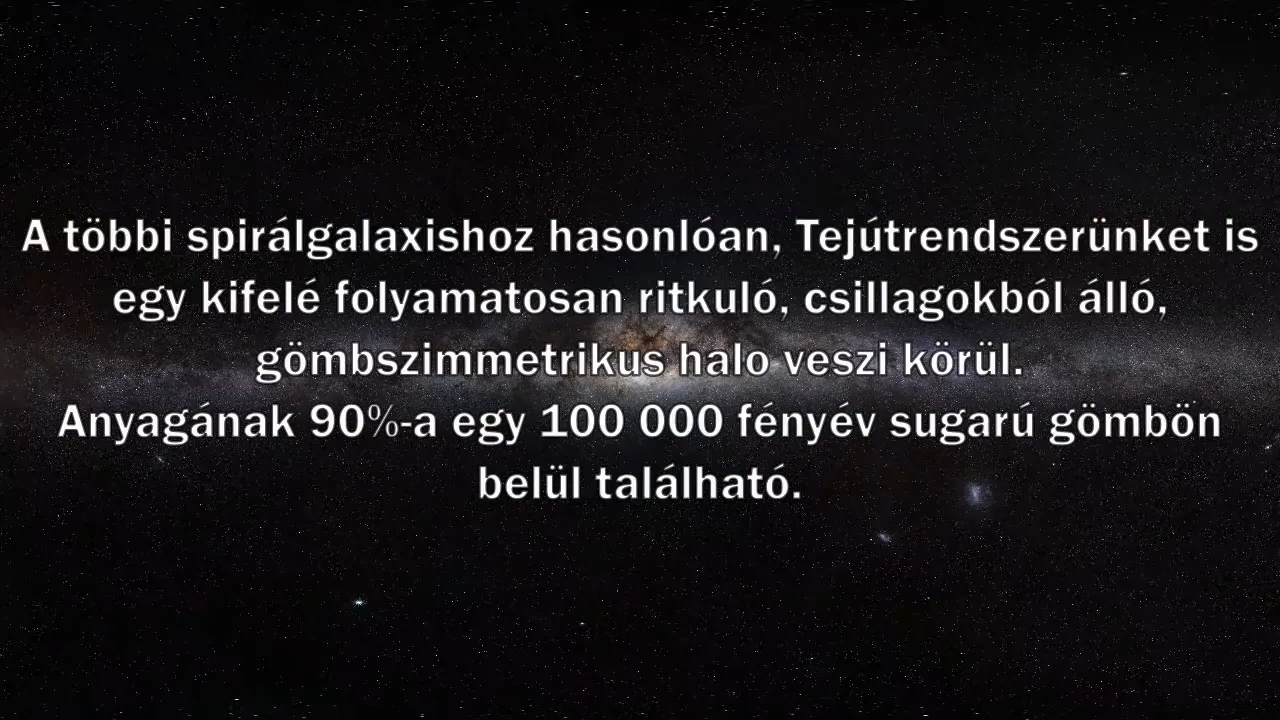 A többi spirálgalaxishoz hasonlóan, Tejútrendszerünket is
egy kifelé folyamatosan ritkuló, csillagokból álló,
gömbszimmetrikus halo veszi körül.
Anyagának 90%-a egy 100 000 fényév sugarú gömbön
belül található.